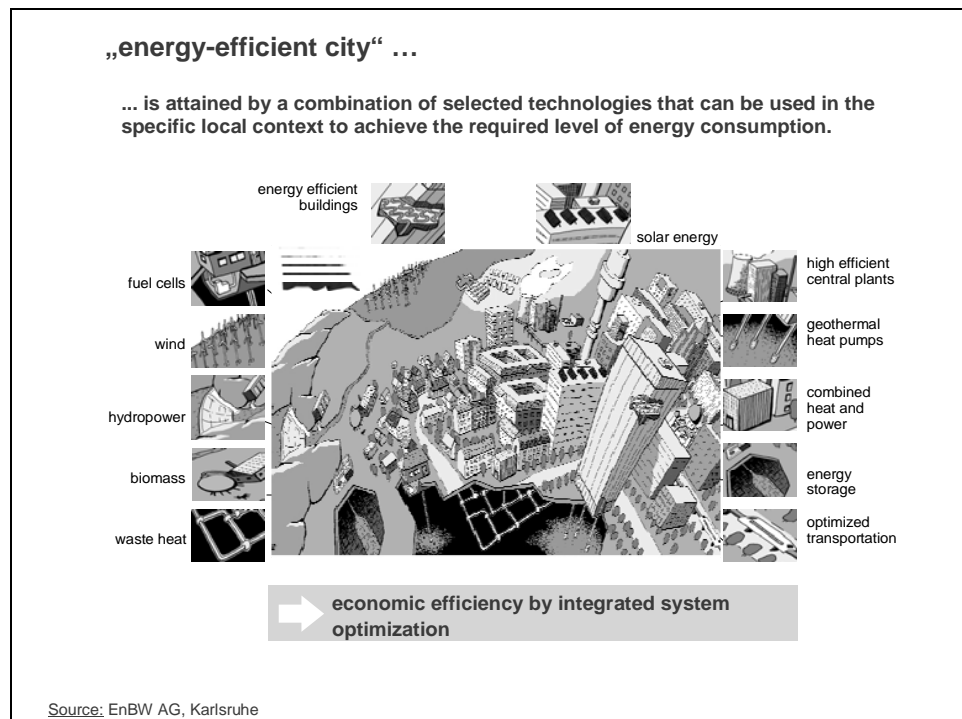 „energy-efficient city“ …
... is attained by a combination of selected technologies that can be used in the
specific local context to achieve the required level of energy consumption.
energy efficient
buildings
solar energy
fuel cells
wind
hydropower
biomass
waste heat
high efficient
central plants
geothermal
heat pumps
combined
heat and
power
energy
storage
optimized
transportation
economic efficiency by integrated system
optimization
Source: EnBW AG, Karlsruhe